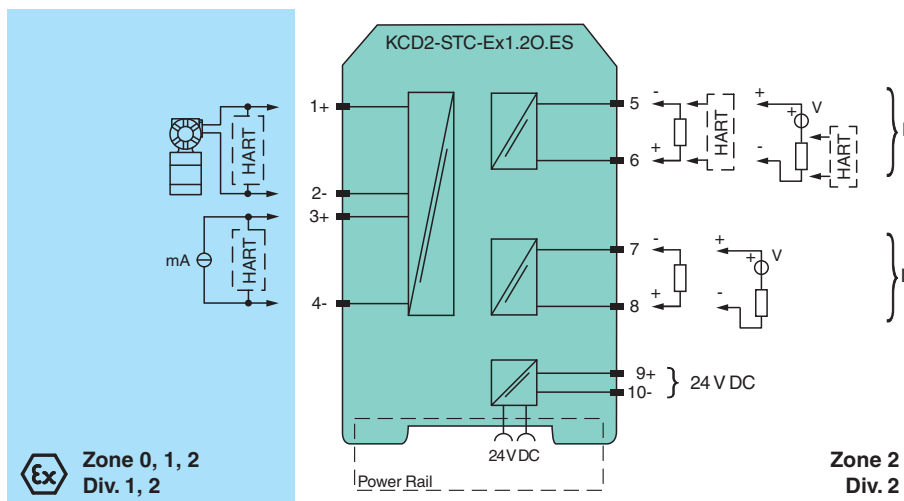 KCD2-STC-Ex1.2O.ES
1+
HART
2-
3+
mA
HART
4-
5
-
+
6
HART
+
+
V
-
HART
7
-
+
8
+
+
V
-
9+
10-
24 V DC
24 V DC
Power Rail
Ex
Zone 0, 1, 2
Div. 1, 2
Zone 2
Div. 2